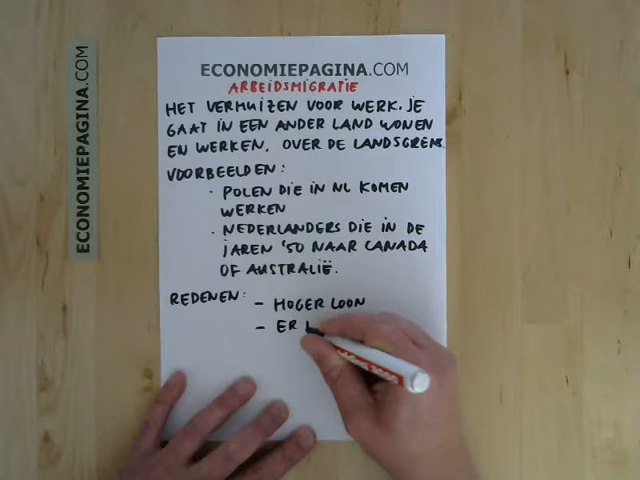 ECONOMIEPAGINA.COM
ECONOMIEPAGINA.COM
ARBEIDSMIGRATIE
HET VERHUIZEN VOOR WERK. JE
GAAT IN EEN ANDER LAND WONEN
EN WERKEN, OVER DE LANDSGRENS.
VOORBEELDEN:
· POLEN DIE IN NL KOMEN
WERKEN
· NEDERLANDERS DIE IN DE
JAREN '50 NAAR CANADA
OF AUSTRALIË.
REDENEN: - HOGER LOON
- ER